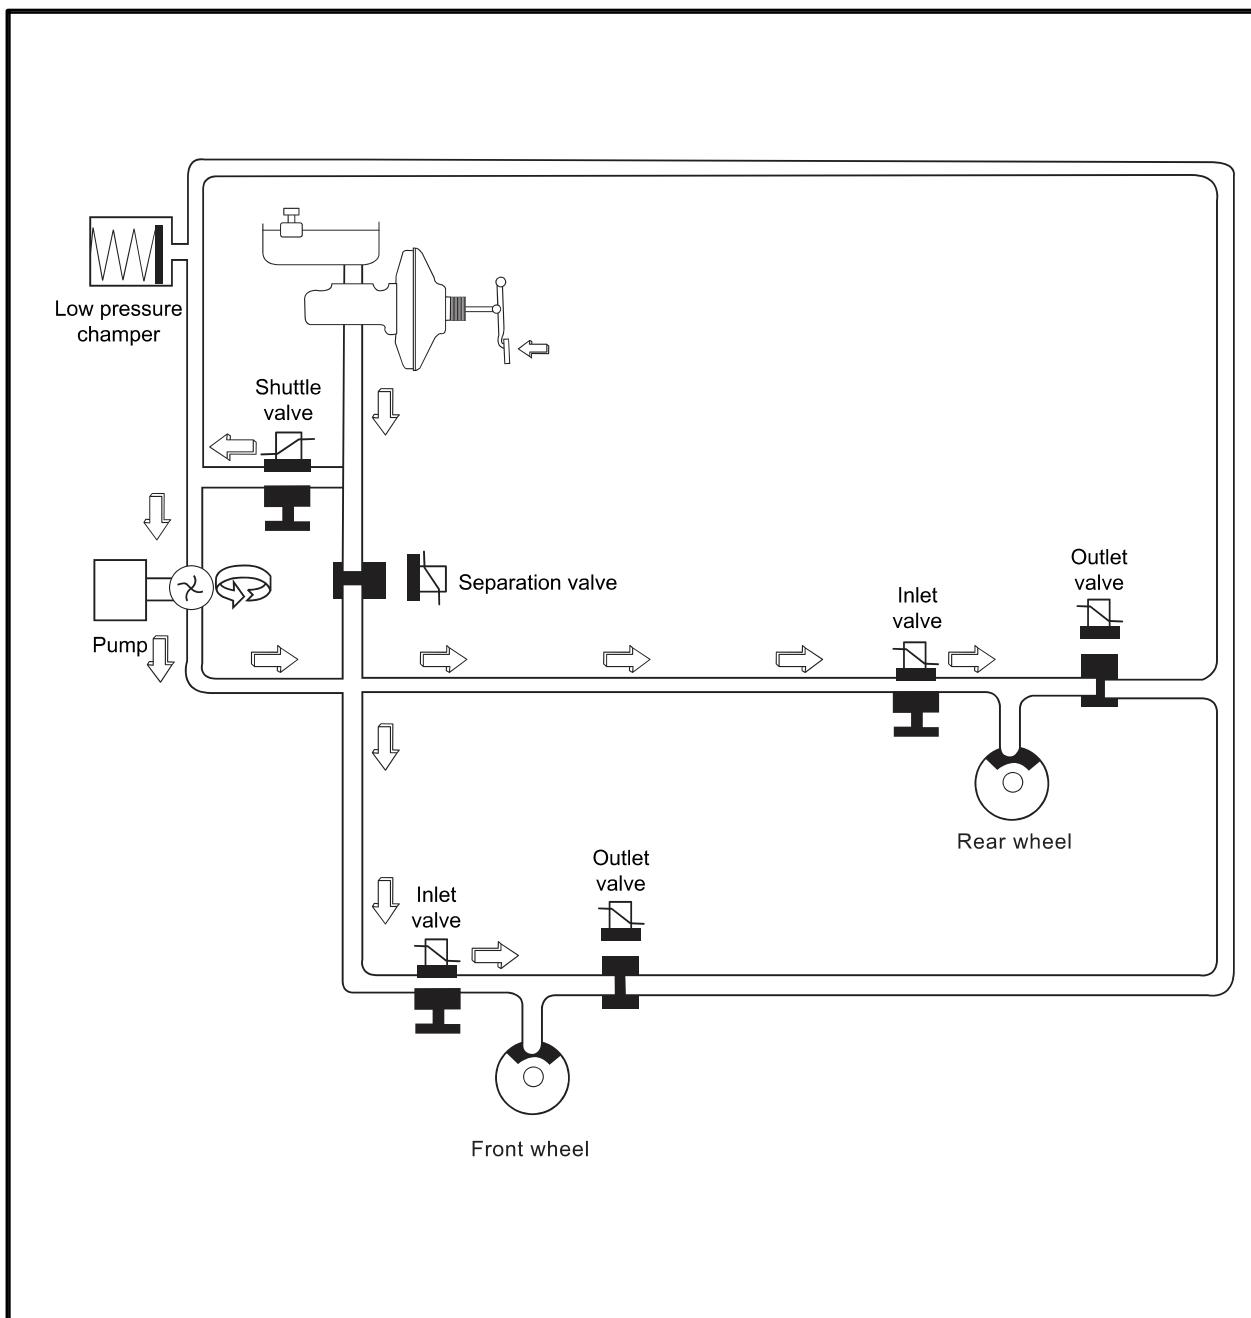 Low pressure
champer
Shuttle
valve
Separation valve
Pump
Outlet
valve
Inlet
valve
Rear wheel
Outlet
valve
Inlet
valve
Front wheel